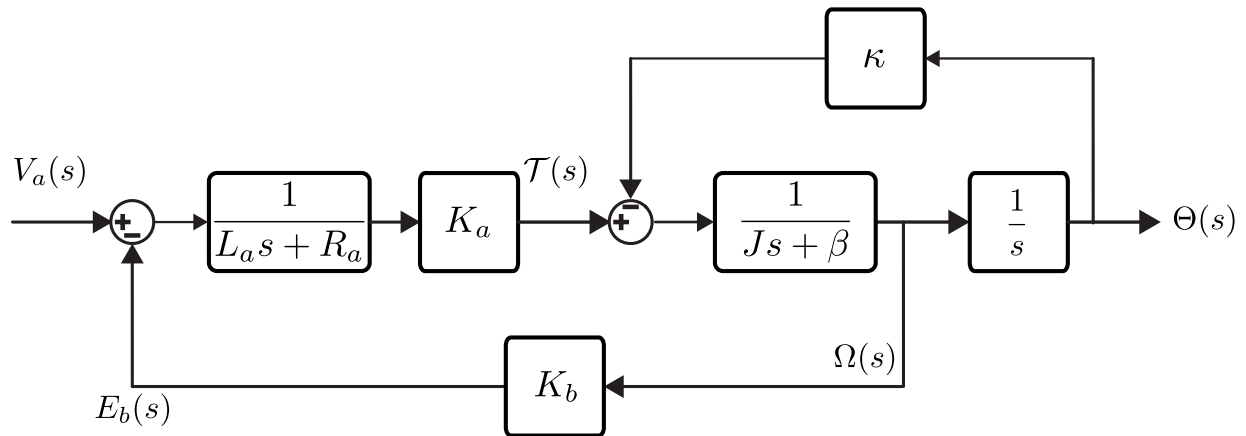 κ
V_a(s)
+
−
1
L_a s + R_a
K_a
𝒯(s)
−
+
1
Js + β
1
s
Θ(s)
Ω(s)
K_b
E_b(s)